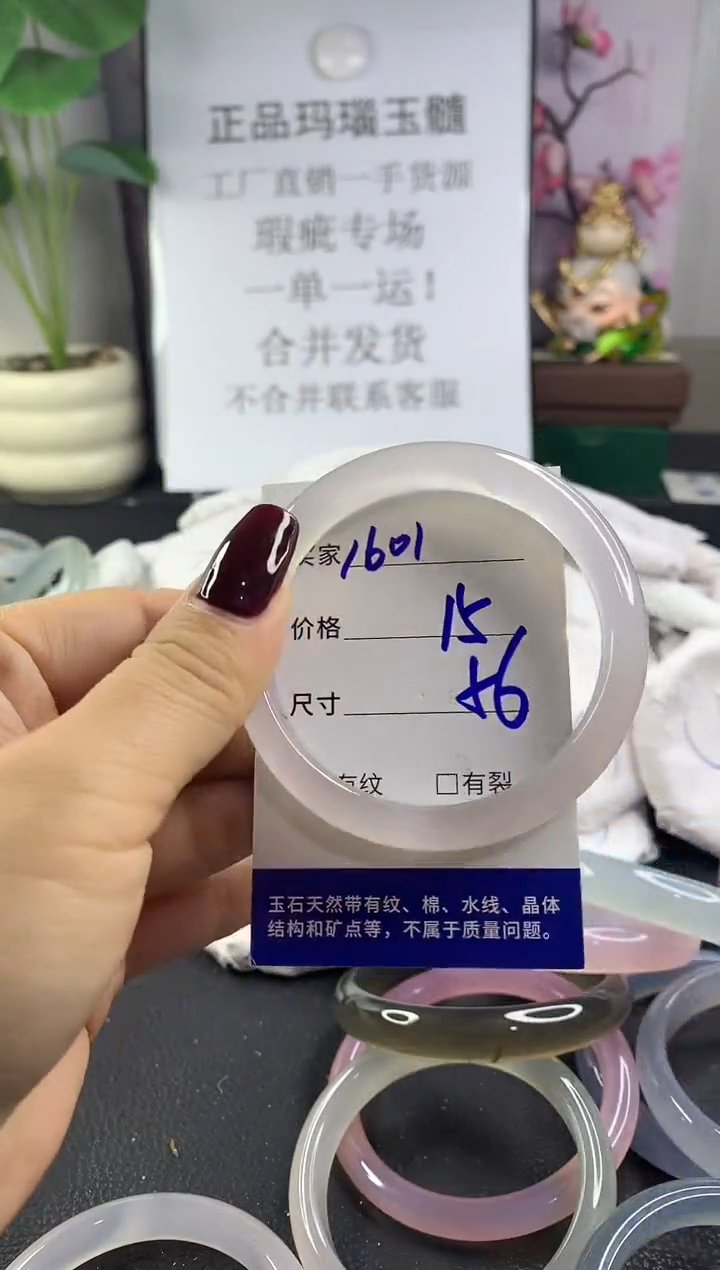 正品玛瑙玉髓
工厂直销一手货源
瑕疵专场
一单一运！
合并发货
不合并联系客服
家 1601
价格 15
尺寸 56
有纹 □有裂
玉石天然带有纹、棉、水线、晶体
结构和矿点等，不属于质量问题。